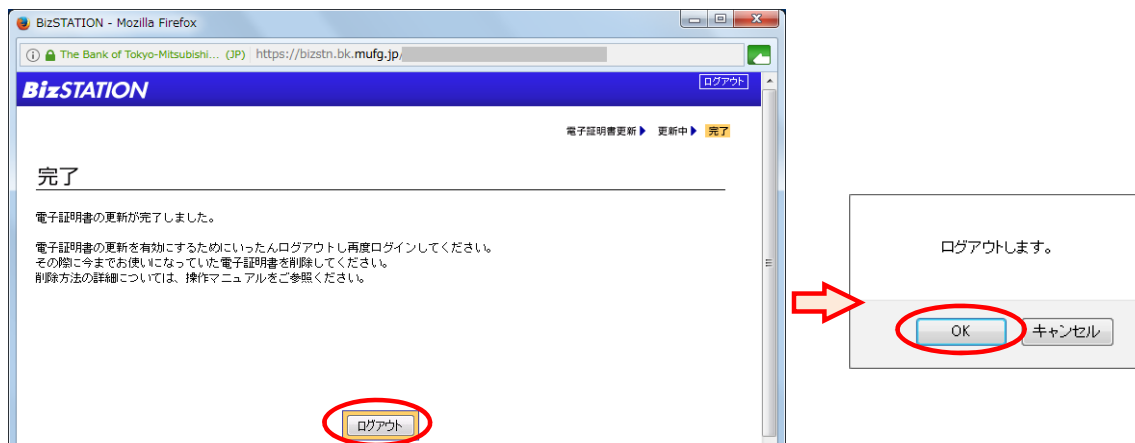 BizSTATION - Mozilla Firefox
The Bank of Tokyo-Mitsubishi... (JP) https://bizstn.bk.mufg.jp/
BizSTATION
ログアウト
電子証明書更新 更新中 完了
完了
電子証明書の更新が完了しました。
電子証明書の更新を有効にするためにいったんログアウトし再度ログインしてください。
その際に今までお使いになっていた電子証明書を削除してください。
削除方法の詳細については、操作マニュアルをご参照ください。
ログアウト
ログアウトします。
OK キャンセル